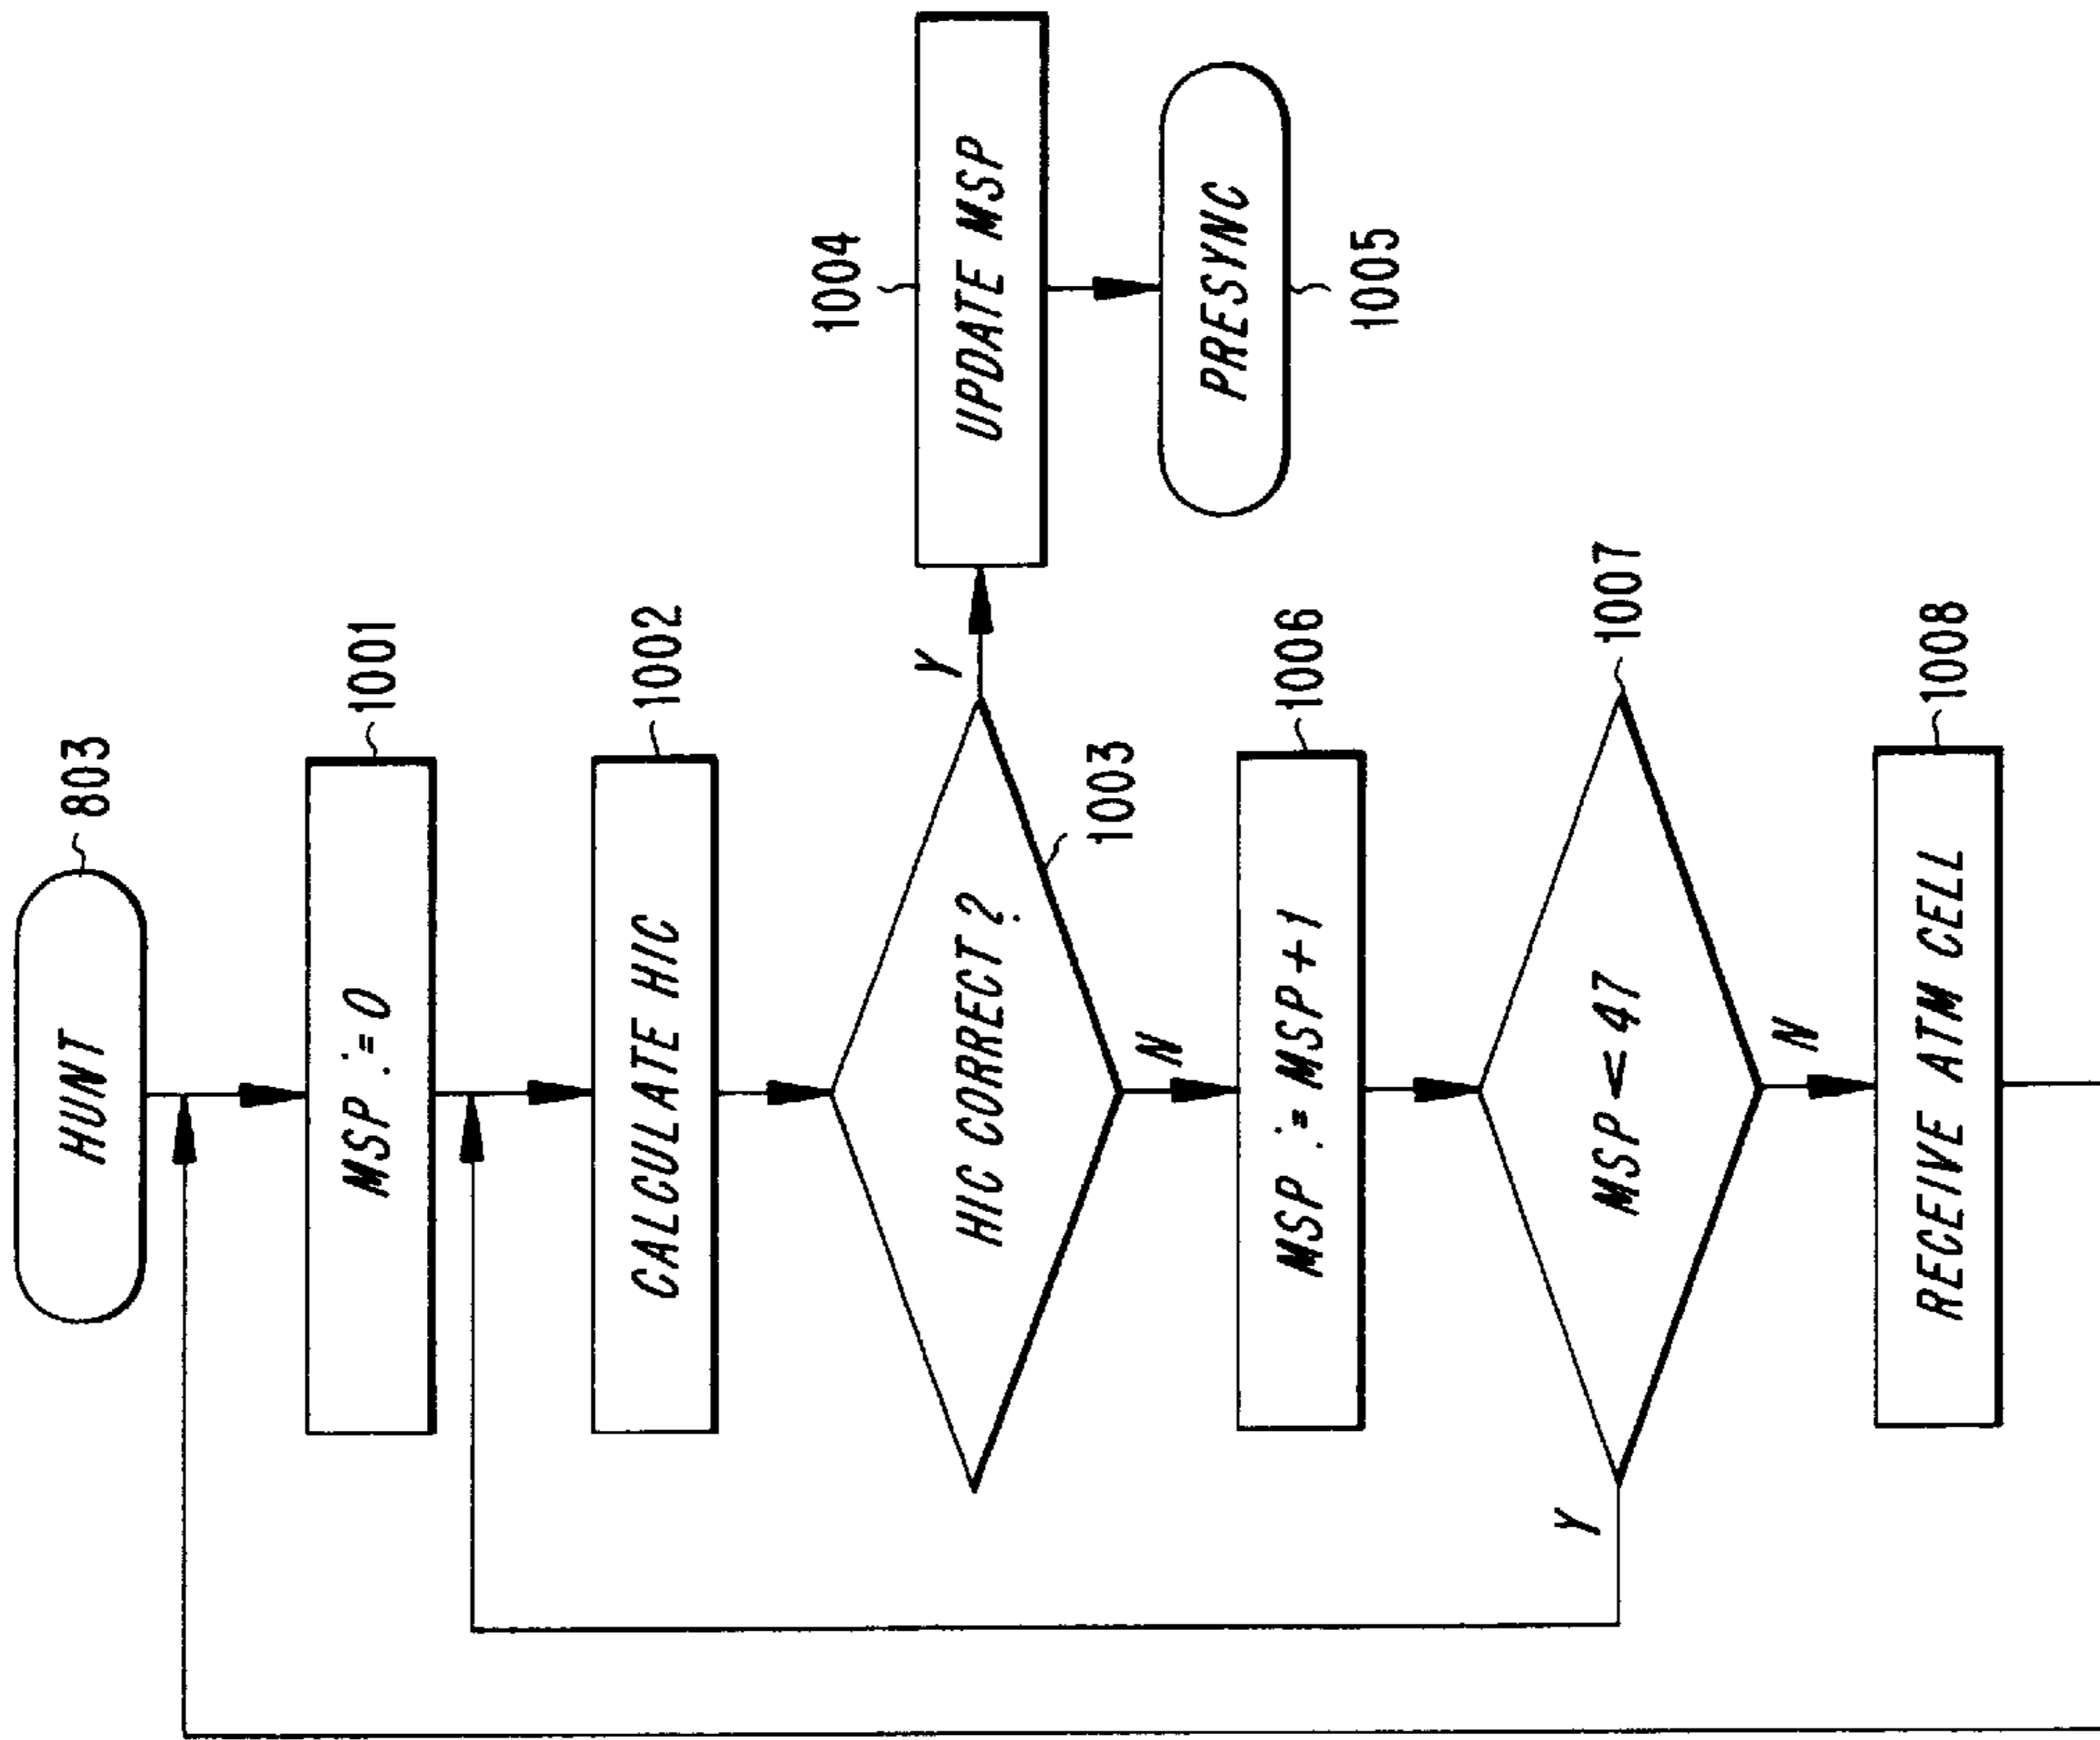 HUNT
803
MSP := 0
1001
CALCULATE HIC
1002
HIC CORRECT ?
1003
Y
UPDATE MSP
1004
PRESYNC
1005
N
MSP := MSP+1
1006
MSP < 47
1007
Y
N
RECEIVE ATM CELL
1008